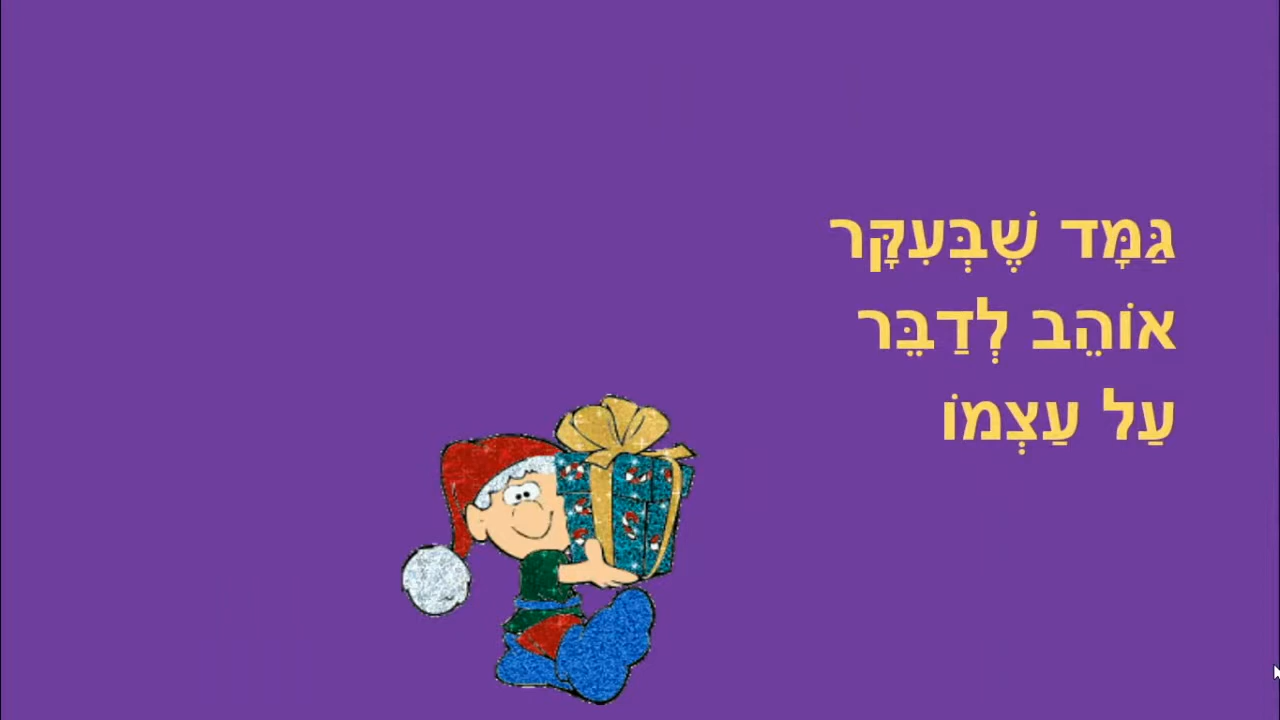 גַּמָּד שֶׁבְּעִקָּר
אוֹהֵב לְדַבֵּר
עַל עַצְמוֹ